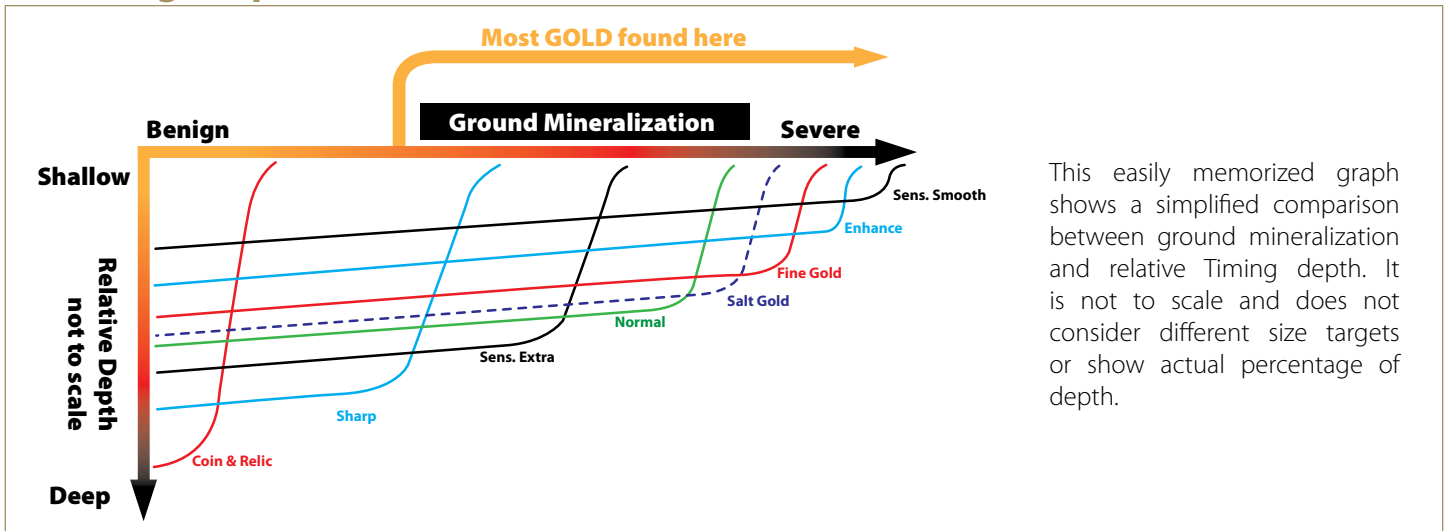 Most GOLD found here
Benign
Ground Mineralization
Severe
Shallow
Sens. Smooth
Enhance
Fine Gold
Salt Gold
Normal
Sens. Extra
Sharp
Coin & Relic
Relative Depth
not to scale
Deep
This easily memorized graph
shows a simplified comparison
between ground mineralization
and relative Timing depth. It
is not to scale and does not
consider different size targets
or show actual percentage of
depth.